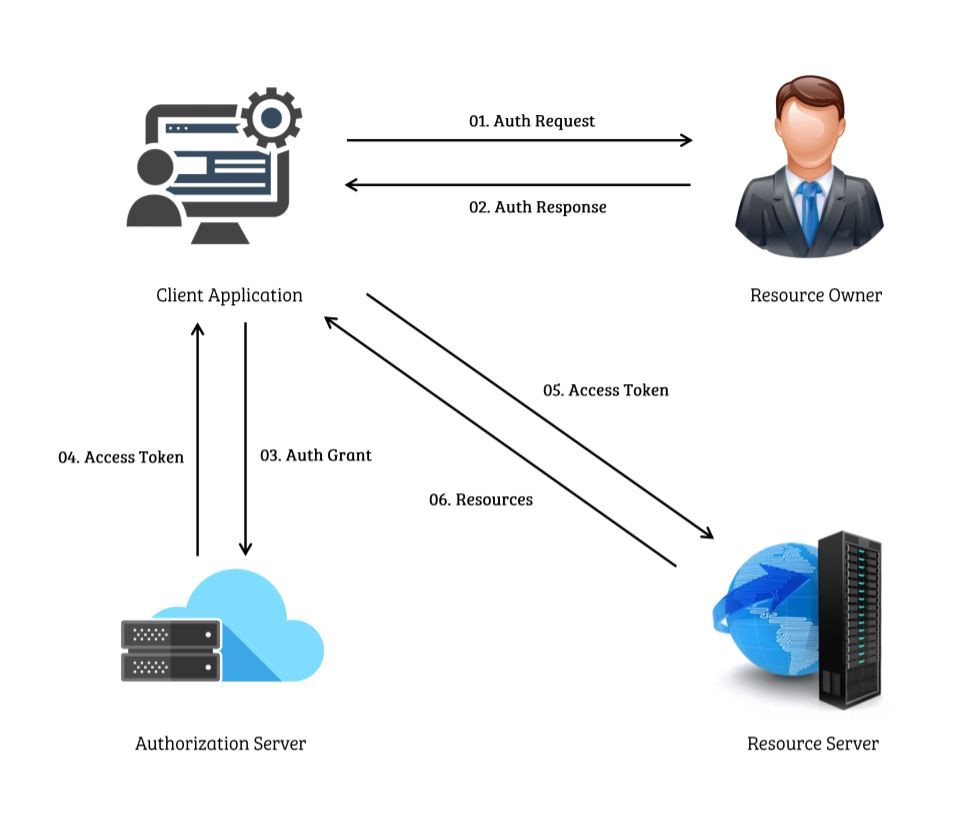 01. Auth Request
02. Auth Response
Client Application
Resource Owner
05. Access Token
04. Access Token
03. Auth Grant
06. Resources
Authorization Server
Resource Server